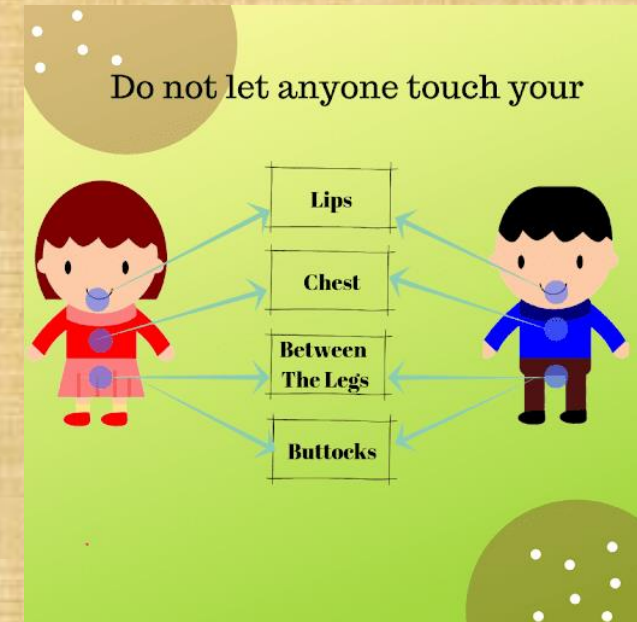 Do not let anyone touch your
Lips
Chest
Between
The Legs
Buttocks